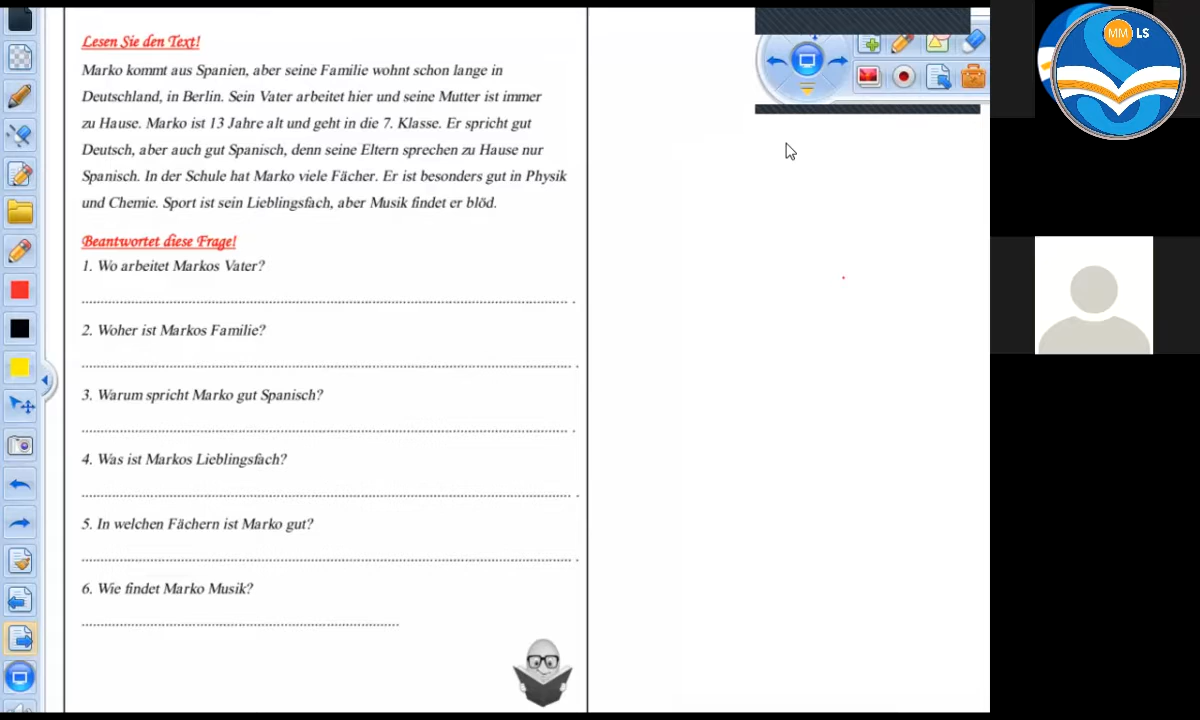 Lesen Sie den Text!
Marko kommt aus Spanien, aber seine Familie wohnt schon lange in
Deutschland, in Berlin. Sein Vater arbeitet hier und seine Mutter ist immer
zu Hause. Marko ist 13 Jahre alt und geht in die 7. Klasse. Er spricht gut
Deutsch, aber auch gut Spanisch, denn seine Eltern sprechen zu Hause nur
Spanisch. In der Schule hat Marko viele Fächer. Er ist besonders gut in Physik
und Chemie. Sport ist sein Lieblingsfach, aber Musik findet er blöd.
Beantwortet diese Frage!
1. Wo arbeitet Markos Vater?
2. Woher ist Markos Familie?
3. Warum spricht Marko gut Spanisch?
4. Was ist Markos Lieblingsfach?
5. In welchen Fächern ist Marko gut?
6. Wie findet Marko Musik?
MM LS